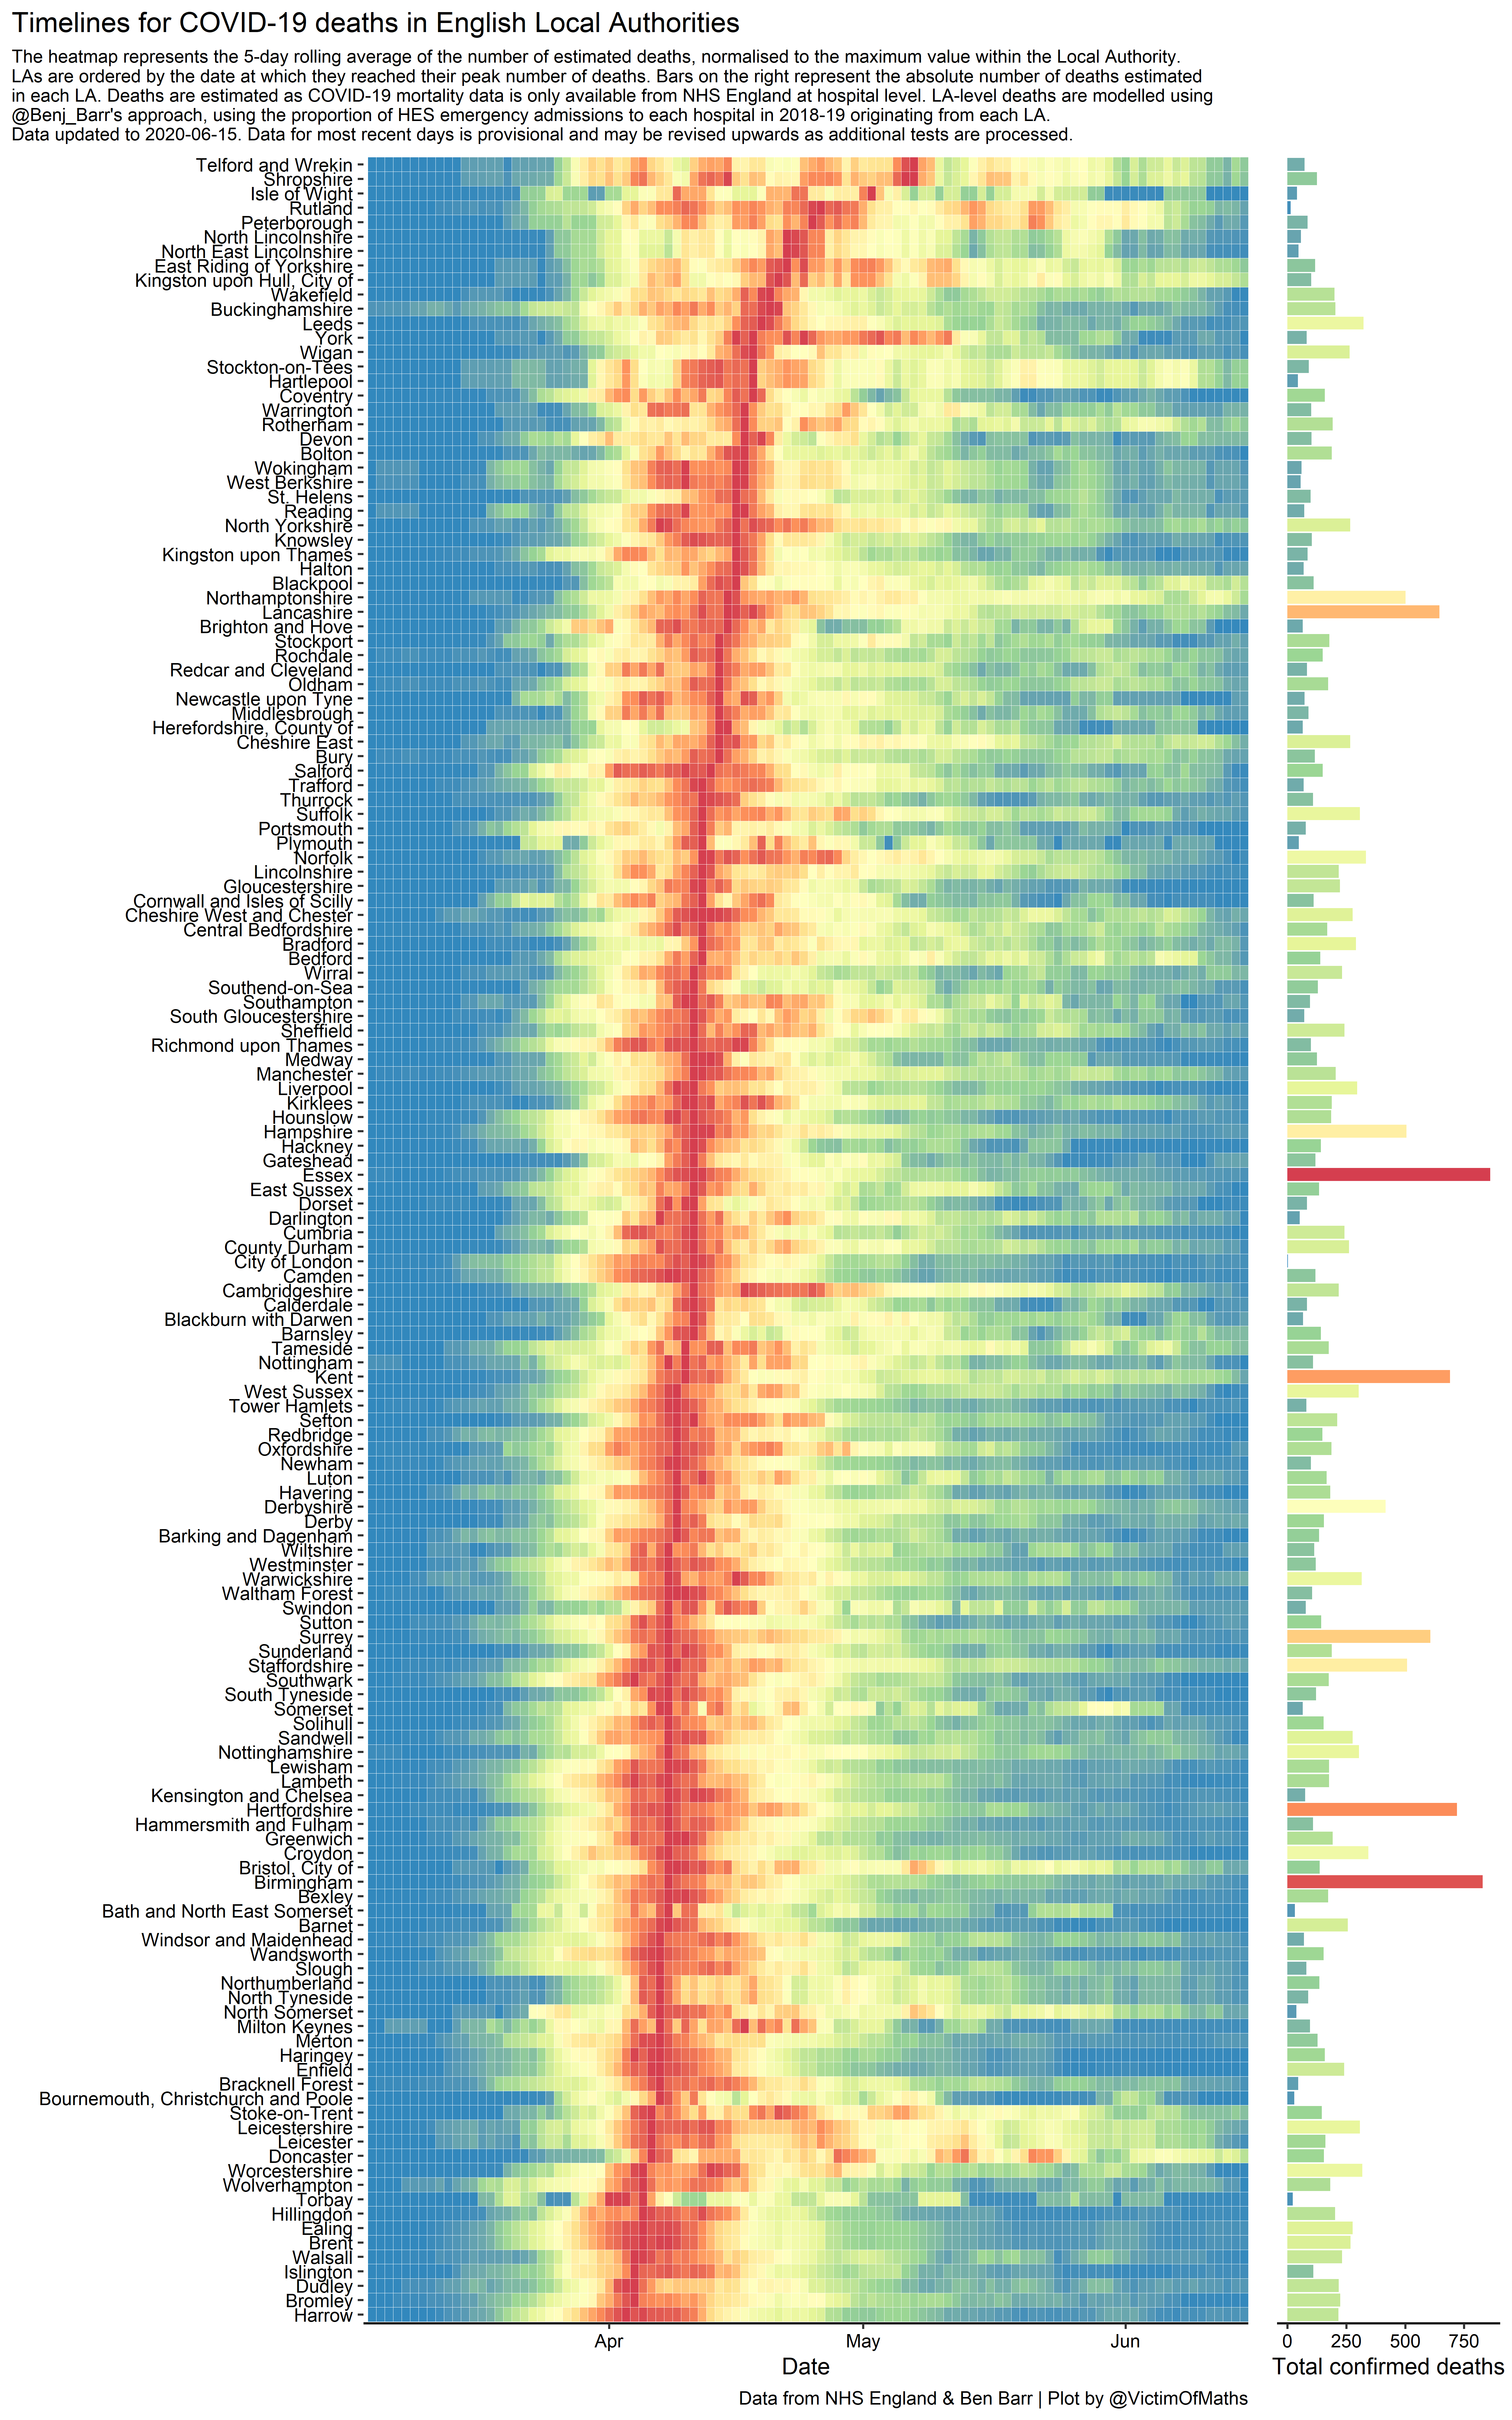 Timelines for COVID-19 deaths in English Local Authorities
The heatmap represents the 5-day rolling average of the number of estimated deaths, normalised to the maximum value within the Local Authority.
LAs are ordered by the date at which they reached their peak number of deaths. Bars on the right represent the absolute number of deaths estimated
in each LA. Deaths are estimated as COVID-19 mortality data is only available from NHS England at hospital level. LA-level deaths are modelled using
@Benj_Barr's approach, using the proportion of HES emergency admissions to each hospital in 2018-19 originating from each LA.
Data updated to 2020-06-15. Data for most recent days is provisional and may be revised upwards as additional tests are processed.
Telford and Wrekin
Shropshire
Isle of Wight
Rutland
Peterborough
North Lincolnshire
North East Lincolnshire
East Riding of Yorkshire
Kingston upon Hull, City of
Wakefield
Buckinghamshire
Leeds
York
Wigan
Stockton-on-Tees
Hartlepool
Coventry
Warrington
Rotherham
Devon
Bolton
Wokingham
West Berkshire
St. Helens
Reading
North Yorkshire
Knowsley
Kingston upon Thames
Halton
Blackpool
Northamptonshire
Lancashire
Brighton and Hove
Stockport
Rochdale
Redcar and Cleveland
Oldham
Newcastle upon Tyne
Middlesbrough
Herefordshire, County of
Cheshire East
Bury
Salford
Trafford
Thurrock
Suffolk
Portsmouth
Plymouth
Norfolk
Lincolnshire
Gloucestershire
Cornwall and Isles of Scilly
Cheshire West and Chester
Central Bedfordshire
Bradford
Bedford
Wirral
Southend-on-Sea
Southampton
South Gloucestershire
Sheffield
Richmond upon Thames
Medway
Manchester
Liverpool
Kirklees
Hounslow
Hampshire
Hackney
Gateshead
Essex
East Sussex
Dorset
Darlington
Cumbria
County Durham
City of London
Camden
Cambridgeshire
Calderdale
Blackburn with Darwen
Barnsley
Tameside
Nottingham
Kent
West Sussex
Tower Hamlets
Sefton
Redbridge
Oxfordshire
Newham
Luton
Havering
Derbyshire
Derby
Barking and Dagenham
Wiltshire
Westminster
Warwickshire
Waltham Forest
Swindon
Sutton
Surrey
Sunderland
Staffordshire
Southwark
South Tyneside
Somerset
Solihull
Sandwell
Nottinghamshire
Lewisham
Lambeth
Kensington and Chelsea
Hertfordshire
Hammersmith and Fulham
Greenwich
Croydon
Bristol, City of
Birmingham
Bexley
Bath and North East Somerset
Barnet
Windsor and Maidenhead
Wandsworth
Slough
Northumberland
North Tyneside
North Somerset
Milton Keynes
Merton
Haringey
Enfield
Bracknell Forest
Bournemouth, Christchurch and Poole
Stoke-on-Trent
Leicestershire
Leicester
Doncaster
Worcestershire
Wolverhampton
Torbay
Hillingdon
Ealing
Brent
Walsall
Islington
Dudley
Bromley
Harrow
Apr May Jun
Date
0 250 500 750
Total confirmed deaths
Data from NHS England & Ben Barr | Plot by @VictimOfMaths